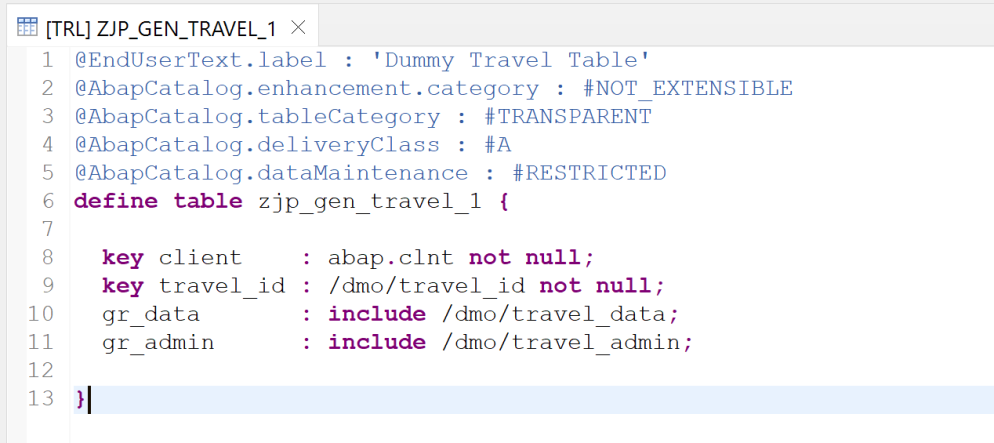 [TRL] ZJP_GEN_TRAVEL_1
1 @EndUserText.label : 'Dummy Travel Table'
2 @AbapCatalog.enhancement.category : #NOT_EXTENSIBLE
3 @AbapCatalog.tableCategory : #TRANSPARENT
4 @AbapCatalog.deliveryClass : #A
5 @AbapCatalog.dataMaintenance : #RESTRICTED
6 define table zjp_gen_travel_1 {
7
8 key client : abap.clnt not null;
9 key travel_id : /dmo/travel_id not null;
10 gr_data : include /dmo/travel_data;
11 gr_admin : include /dmo/travel_admin;
12
13 }